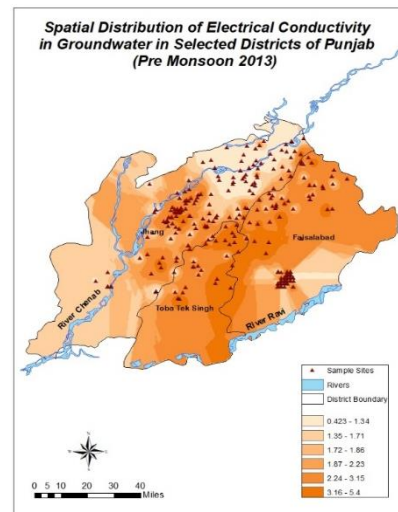 Spatial Distribution of Electrical Conductivity
in Groundwater in Selected Districts of Punjab
(Pre Monsoon 2013)
Jhang
Faisalabad
River Chenab
Toba Tek Singh
River Ravi
Sample Sites
Rivers
District Boundary
0.423 - 1.34
1.35 - 1.71
1.72 - 1.86
1.87 - 2.23
2.24 - 3.15
3.16 - 5.4
N
W E
S
0 5 10 20 30 40
Miles